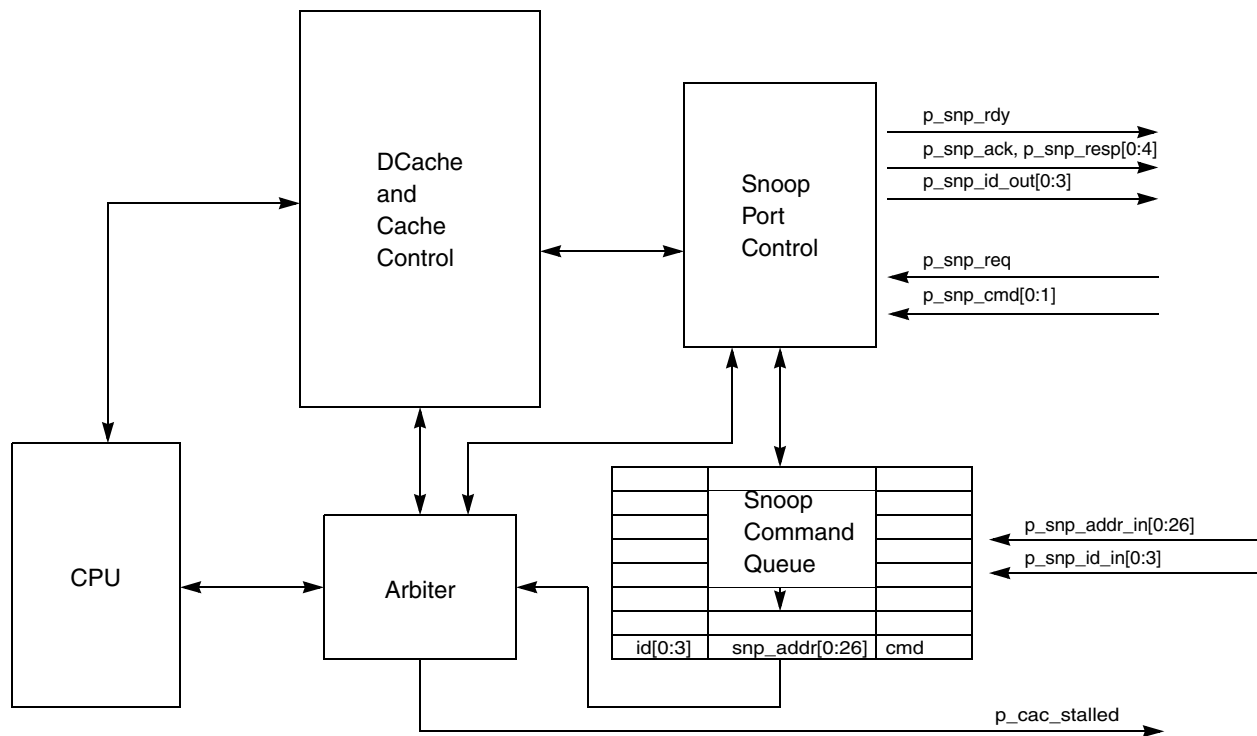 DCache
and
Cache
Control
Snoop
Port
Control
p_snp_rdy
p_snp_ack, p_snp_resp[0:4]
p_snp_id_out[0:3]
p_snp_req
p_snp_cmd[0:1]
CPU
Arbiter
Snoop
Command
Queue
id[0:3]
snp_addr[0:26]
cmd
p_snp_addr_in[0:26]
p_snp_id_in[0:3]
p_cac_stalled